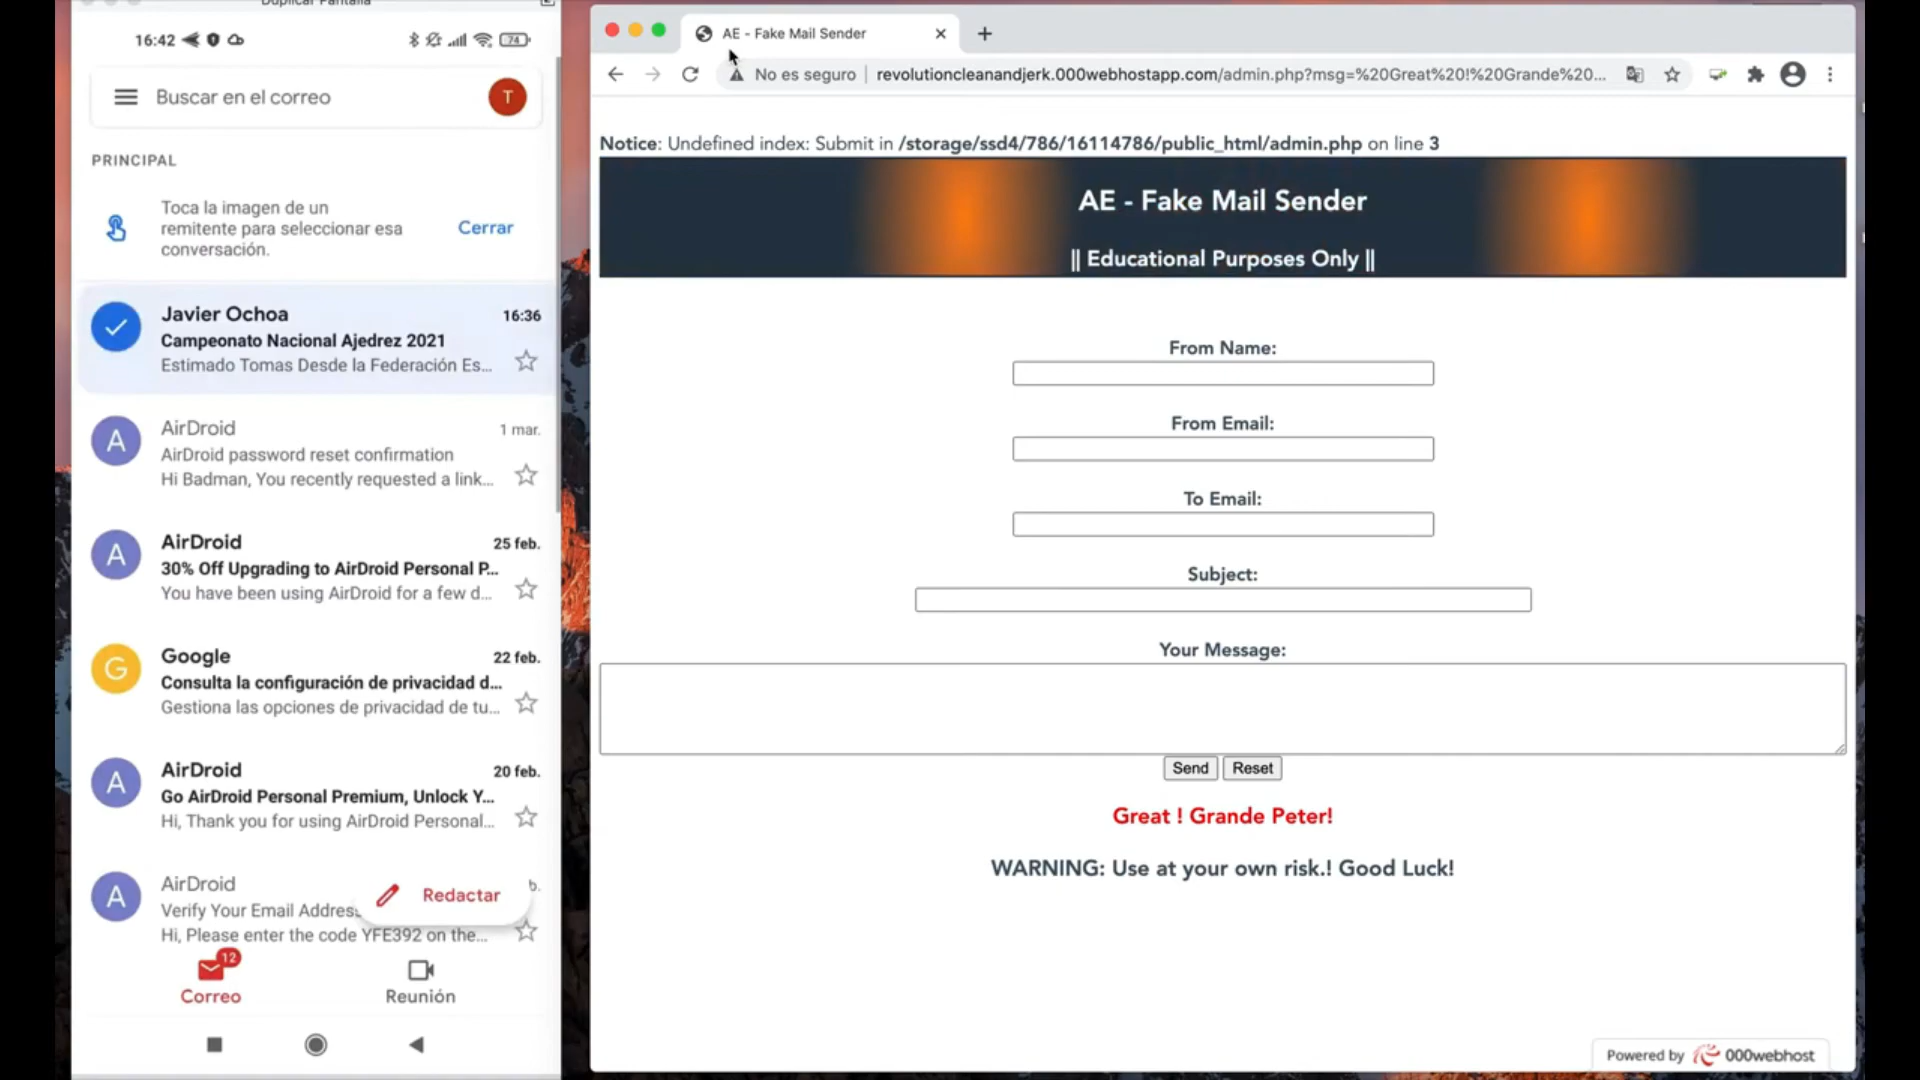 Duplicar Pantalla
16:42
74
Buscar en el correo
T
PRINCIPAL
Toca la imagen de un
remitente para seleccionar esa
conversación.
Cerrar
Javier Ochoa
16:36
Campeonato Nacional Ajedrez 2021
Estimado Tomas Desde la Federación Es...
A
AirDroid
1 mar.
AirDroid password reset confirmation
Hi Badman, You recently requested a link...
A
AirDroid
25 feb.
30% Off Upgrading to AirDroid Personal P...
You have been using AirDroid for a few d...
G
Google
22 feb.
Consulta la configuración de privacidad d...
Gestiona las opciones de privacidad de tu...
A
AirDroid
20 feb.
Go AirDroid Personal Premium, Unlock Y...
Hi, Thank you for using AirDroid Personal...
A
AirDroid
b.
Verify Your Email Address
Hi, Please enter the code YFE392 on the...
Redactar
12
Correo
Reunión
AE - Fake Mail Sender
No es seguro
revolutioncleanandjerk.000webhostapp.com/admin.php?msg=%20Great%20!%20Grande%20...
Notice: Undefined index: Submit in /storage/ssd4/786/16114786/public_html/admin.php on line 3
AE - Fake Mail Sender
|| Educational Purposes Only ||
From Name:
From Email:
To Email:
Subject:
Your Message:
Send
Reset
Great ! Grande Peter!
WARNING: Use at your own risk.! Good Luck!
Powered by 000webhost